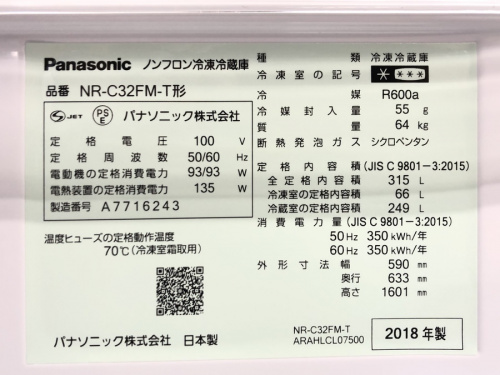 Panasonic ノンフロン冷凍冷蔵庫
品番 NR-C32FM-T形
S JET PS E パナソニック株式会社
定格電圧 100 V
定格周波数 50/60 Hz
電動機の定格消費電力 93/93 W
電熱装置の定格消費電力 135 W
製造番号 A7716243
温度ヒューズの定格動作温度
70℃(冷凍室霜取用)
パナソニック株式会社 日本製
種類 冷凍冷蔵庫
冷凍室の記号 * ***
冷媒 R600a
冷媒封入量 55 g
質量 64 kg
断熱発泡ガス シクロペンタン
定格内容積 (JIS C 9801-3:2015)
全定格内容積 315 L
冷凍室の定格内容積 66 L
冷蔵室の定格内容積 249 L
消費電力量 (JIS C 9801-3:2015)
50 Hz 350 kWh/年
60 Hz 350 kWh/年
外形寸法 幅 590 mm
奥行 633 mm
高さ 1601 mm
NR-C32FM-T
ARAHLCL07500
2018 年製